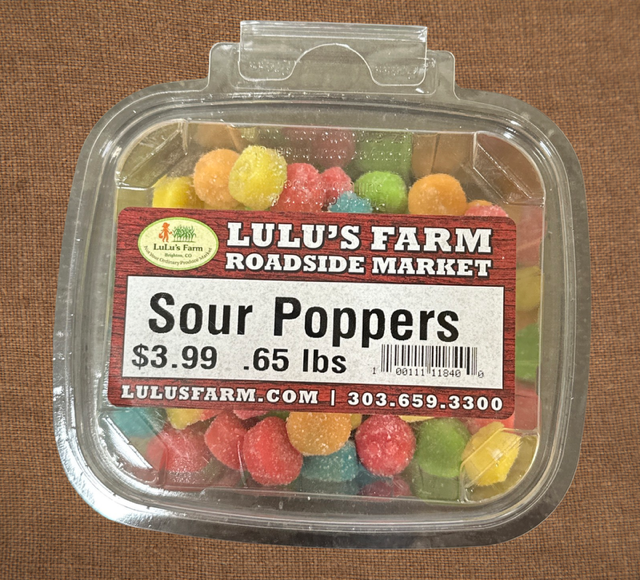 LuLu's Farm
Brighton, CO
LULU'S FARM
ROADSIDE MARKET
Sour Poppers
$3.99 .65 lbs
1 00111 11840 0
LULUSFARM.COM | 303.659.3300